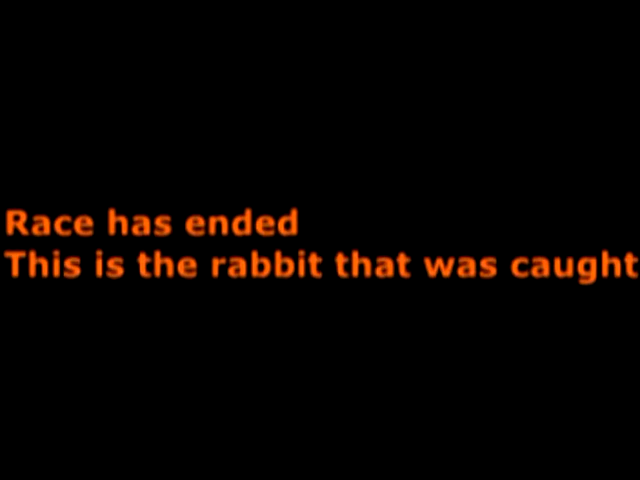 Race has ended
This is the rabbit that was caught